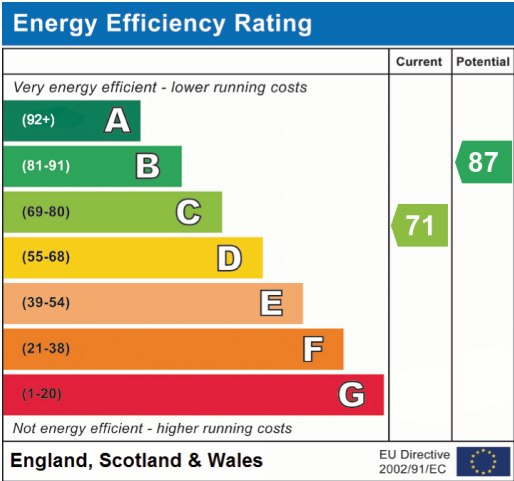 Energy Efficiency Rating
Current Potential
Very energy efficient - lower running costs
(92+) A
(81-91) B
87
(69-80) C
71
(55-68) D
(39-54) E
(21-38) F
(1-20) G
Not energy efficient - higher running costs
England, Scotland & Wales
EU Directive
2002/91/EC